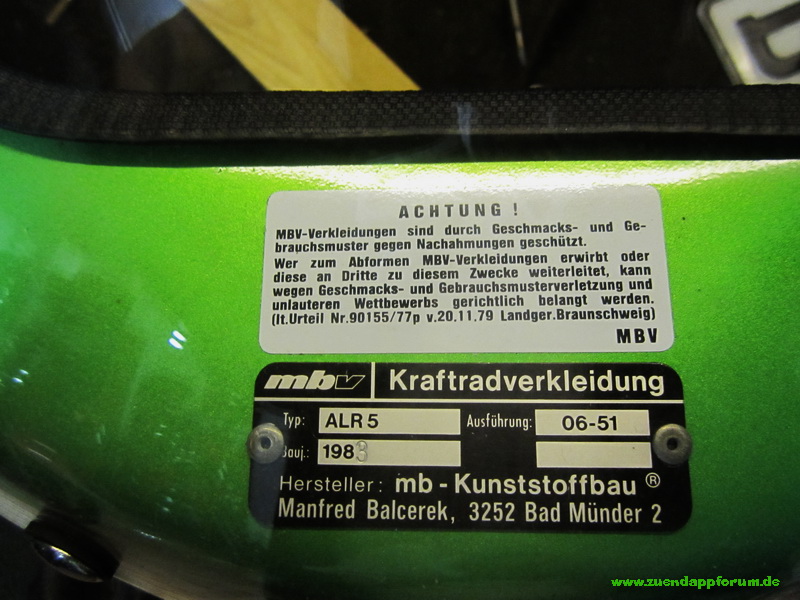 ACHTUNG !
MBV-Verkleidungen sind durch Geschmacks- und Ge-
brauchsmuster gegen Nachahmungen geschützt.
Wer zum Abformen MBV-Verkleidungen erwirbt oder
diese an Dritte zu diesem Zwecke weiterleitet, kann
wegen Geschmacks- und Gebrauchsmusterverletzung und
unlauteren Wettbewerbs gerichtlich belangt werden.
(lt.Urteil Nr.90155/77p v.20.11.79 Landger.Braunschweig)
MBV
mbv Kraftradverkleidung
Typ: ALR 5 Ausführung: 06-51
Bauj.: 1983
Hersteller: mb - Kunststoffbau ®
Manfred Balcerek, 3252 Bad Münder 2
www.zuendappforum.de